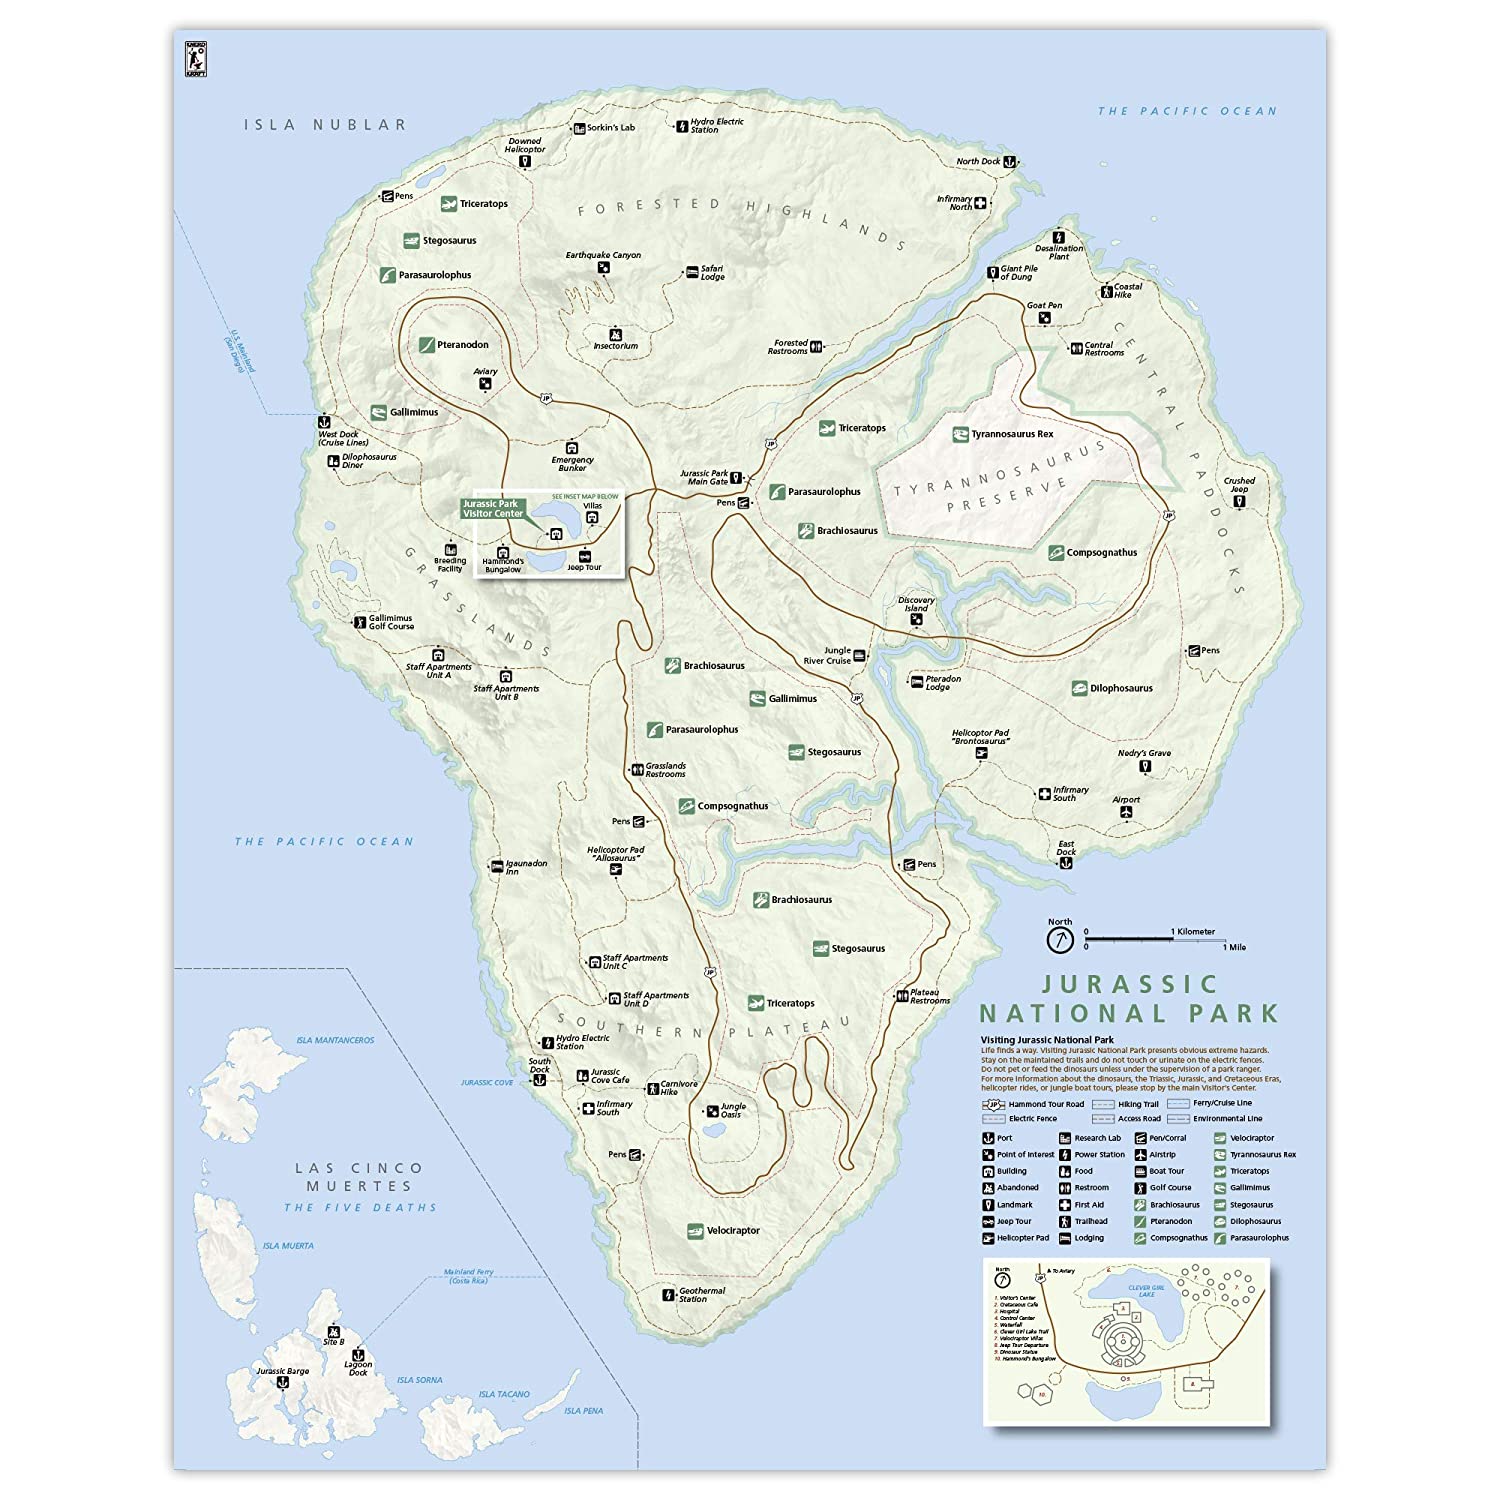 ISLA NUBLAR
THE PACIFIC OCEAN
Sorkin's Lab
Hydro Electric
Station
Downed
Helicoptor
North Dock
Pens
Triceratops
Infirmary
North
FORESTED HIGHLANDS
Stegosaurus
Desalination
Plant
Earthquake Canyon
Safari
Lodge
Parasaurolophus
Giant Pile
of Dung
Coastal
Hike
Goat Pen
U.S. Mainland
(San Diego)
Pteranodon
Insectorium
Forested
Restrooms
Central
Restrooms
CENTRAL PADDOCKS
Aviary
JP
Gallimimus
West Dock
(Cruise Lines)
Triceratops
Tyrannosaurus Rex
JP
TYRANNOSAURUS
PRESERVE
Dilophosaurus
Diner
Emergency
Bunker
Jurassic Park
Main Gate
Parasaurolophus
Crushed
Jeep
SEE INSET MAP BELOW
Jurassic Park
Visitor Center
Villas
Pens
JP
Brachiosaurus
Compsognathus
Breeding
Facility
Hammond's
Bungalow
Jeep Tour
GRASSLANDS
Discovery
Island
Gallimimus
Golf Course
Staff Apartments
Unit A
Staff Apartments
Unit B
Brachiosaurus
Jungle
River Cruise
Pens
Gallimimus
JP
Pteradon
Lodge
Dilophosaurus
Parasaurolophus
Stegosaurus
Helicoptor Pad
"Brontosaurus"
Nedry's Grave
Grasslands
Restrooms
Compsognathus
Infirmary
South
Airport
Pens
THE PACIFIC OCEAN
Helicoptor Pad
"Allosaurus"
East
Dock
Igaunadon
Inn
Pens
Brachiosaurus
Stegosaurus
Staff Apartments
Unit C
JP
Staff Apartments
Unit D
Triceratops
Plateau
Restrooms
SOUTHERN PLATEAU
Hydro Electric
Station
South
Dock
JURASSIC COVE
Jurassic
Cove Cafe
Carnivore
Hike
Infirmary
South
Jungle
Oasis
Pens
Velociraptor
Geothermal
Station
ISLA MANTANCEROS
LAS CINCO
MUERTES
THE FIVE DEATHS
ISLA MUERTA
Mainland Ferry
(Costa Rica)
Site B
Lagoon
Dock
Jurassic Barge
ISLA SORNA
ISLA TACANO
ISLA PENA
North
0 1 Kilometer
0 1 Mile
JURASSIC
NATIONAL PARK
Visiting Jurassic National Park
Life finds a way. Visiting Jurassic National Park presents obvious extreme hazards.
Stay on the maintained trails and do not touch or urinate on the electric fences.
Do not pet or feed the dinosaurs unless under the supervision of a park ranger.
For more information about the dinosaurs, the Triassic, Jurassic, and Cretaceous Eras,
helicopter rides, or jungle boat tours, please stop by the main Visitor's Center.
JP Hammond Tour Road Hiking Trail Ferry/Cruise Line
Electric Fence Access Road Environmental Line
Port Research Lab Pen/Corral Velociraptor
Point of Interest Power Station Airstrip Tyrannosaurus Rex
Building Food Boat Tour Triceratops
Abandoned Restroom Golf Course Gallimimus
Landmark First Aid Brachiosaurus Stegosaurus
Jeep Tour Trailhead Pteranodon Dilophosaurus
Helicopter Pad Lodging Compsognathus Parasaurolophus
North
JP
To Aviary
CLEVER GIRL
LAKE
1. Visitor's Center
2. Cretaceous Cafe
3. Hospital
4. Control Center
5. Waterfall
6. Clever Girl Lake Trail
7. Velociraptor Villas
8. Jeep Tour Departure
9. Dinosaur Statue
10. Hammond's Bungalow